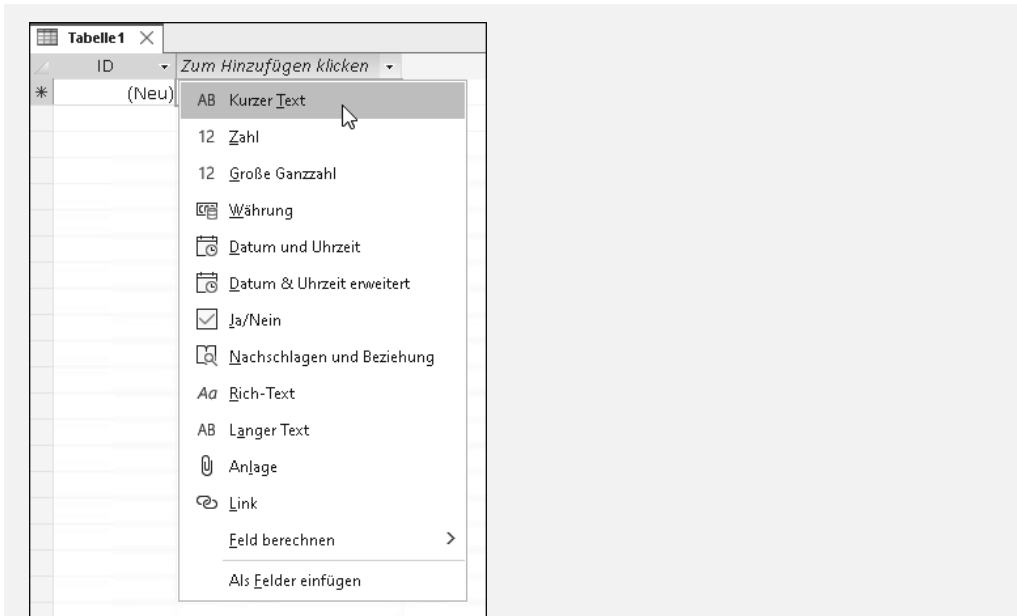 Tabelle1
ID Zum Hinzufügen klicken
* (Neu)
AB Kurzer Text
12 Zahl
12 Große Ganzzahl
Währung
Datum und Uhrzeit
Datum & Uhrzeit erweitert
Ja/Nein
Nachschlagen und Beziehung
Aa Rich-Text
AB Langer Text
Anlage
Link
Feld berechnen
Als Felder einfügen